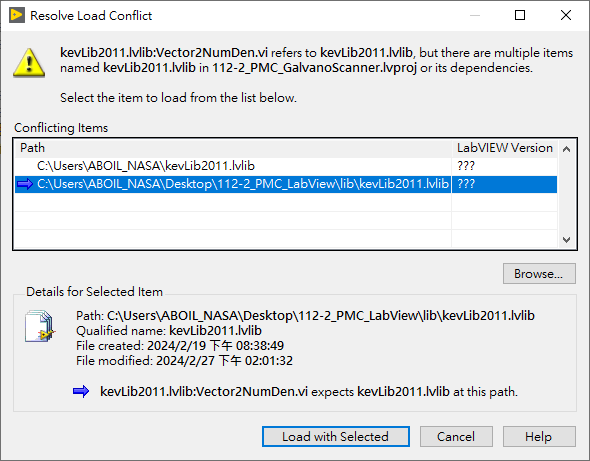 Resolve Load Conflict
kevLib2011.lvlib:Vector2NumDen.vi refers to kevLib2011.lvlib, but there are multiple items
named kevLib2011.lvlib in 112-2_PMC_GalvanoScanner.lvproj or its dependencies.
Select the item to load from the list below.
Conflicting Items
Path LabVIEW Version
C:\Users\ABOIL_NASA\kevLib2011.lvlib ???
C:\Users\ABOIL_NASA\Desktop\112-2_PMC_LabView\lib\kevLib2011.lvlib ???
Browse...
Details for Selected Item
Path: C:\Users\ABOIL_NASA\Desktop\112-2_PMC_LabView\lib\kevLib2011.lvlib
Qualified name: kevLib2011.lvlib
File created: 2024/2/19 下午 08:38:49
File modified: 2024/2/27 下午 02:01:32
kevLib2011.lvlib:Vector2NumDen.vi expects kevLib2011.lvlib at this path.
Load with Selected Cancel Help